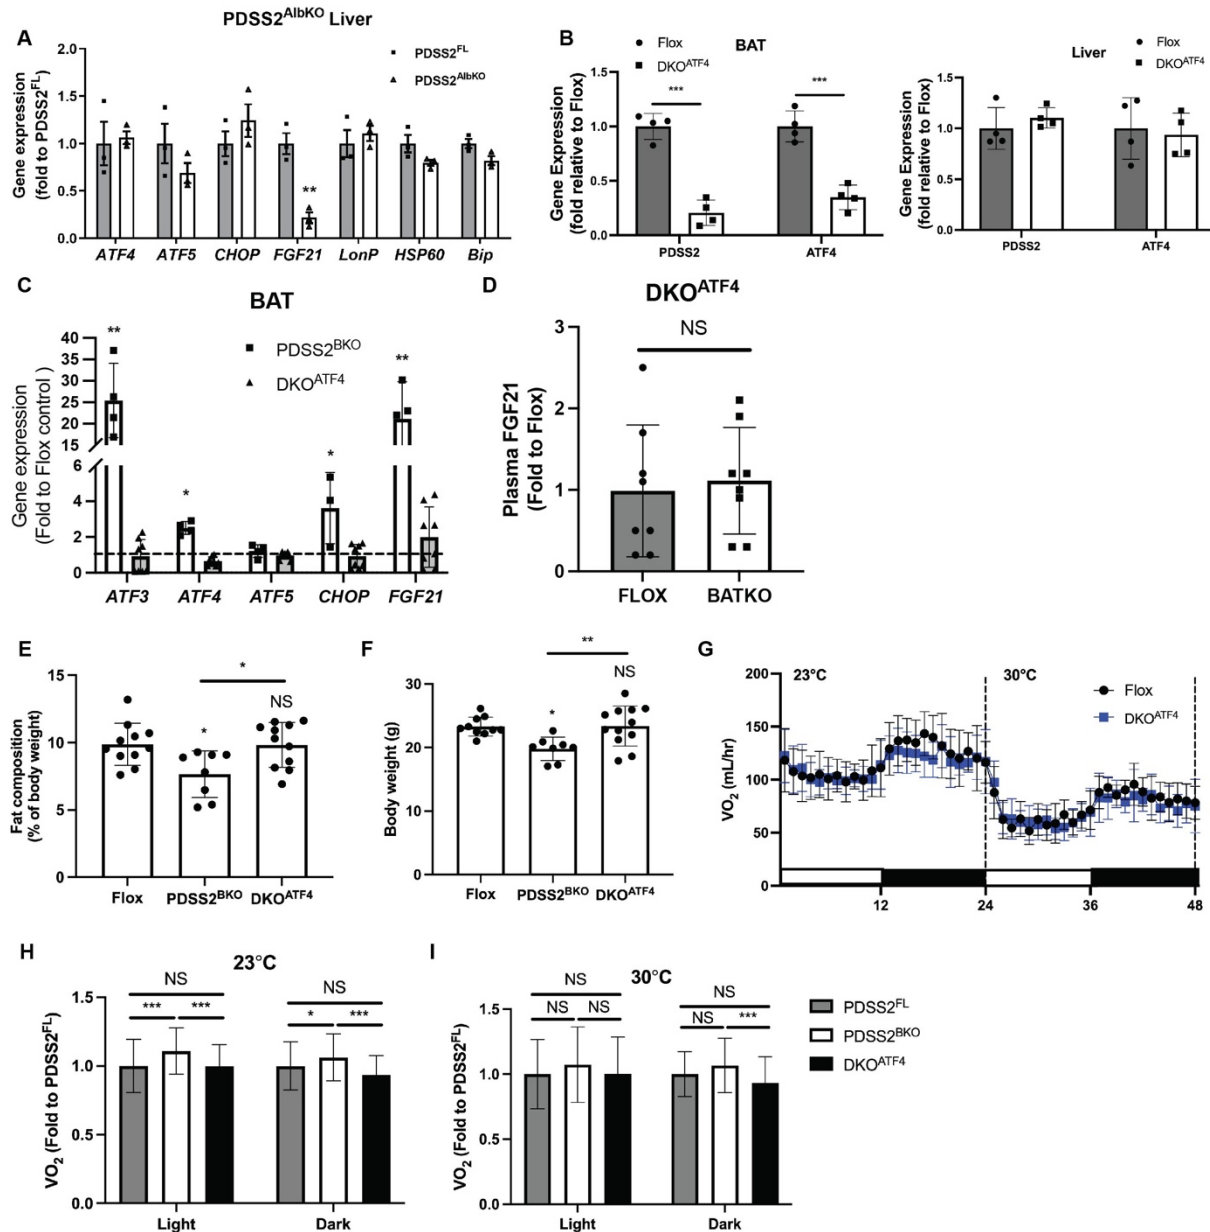 PDSS2AlbKO Liver
A
PDSS2FL
PDSS2AlbKO
Gene expression
(fold to PDSS2FL)
2.0
1.5
1.0
0.5
0.0
**
ATF4 ATF5 CHOP FGF21 LonP HSP60 Bip
B
Flox
DKOATF4
BAT
Gene Expression
(fold relative to Flox)
1.5
1.0
0.5
0.0
***
***
PDSS2 ATF4
Liver
Flox
DKOATF4
Gene Expression
(fold relative to Flox)
1.5
1.0
0.5
0.0
PDSS2 ATF4
C
BAT
PDSS2BKO
DKOATF4
Gene expression
(Fold to Flox control)
40
35
30
25
20
15
6
4
2
0
**
*
*
**
ATF3 ATF4 ATF5 CHOP FGF21
D
DKOATF4
NS
Plasma FGF21
(Fold to Flox)
3
2
1
0
FLOX BATKO
E
Fat composition
(% of body weight)
15
10
5
0
*
*
NS
Flox PDSS2BKO DKOATF4
F
Body weight (g)
30
20
10
0
**
*
NS
Flox PDSS2BKO DKOATF4
G
23°C 30°C
Flox
DKOATF4
VO2 (mL/hr)
200
150
100
50
0
12 24 36 48
H
23°C
VO2 (Fold to PDSS2FL)
1.5
1.0
0.5
0.0
NS
*** ***
NS
* ***
Light Dark
I
30°C
VO2 (Fold to PDSS2FL)
1.5
1.0
0.5
0.0
NS
NS NS
NS
NS ***
Light Dark
PDSS2FL
PDSS2BKO
DKOATF4